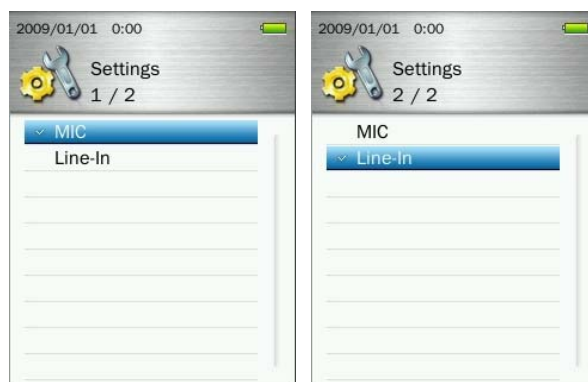 2009/01/01 0:00
Settings
1 / 2
MIC
Line-In
2009/01/01 0:00
Settings
2 / 2
MIC
Line-In